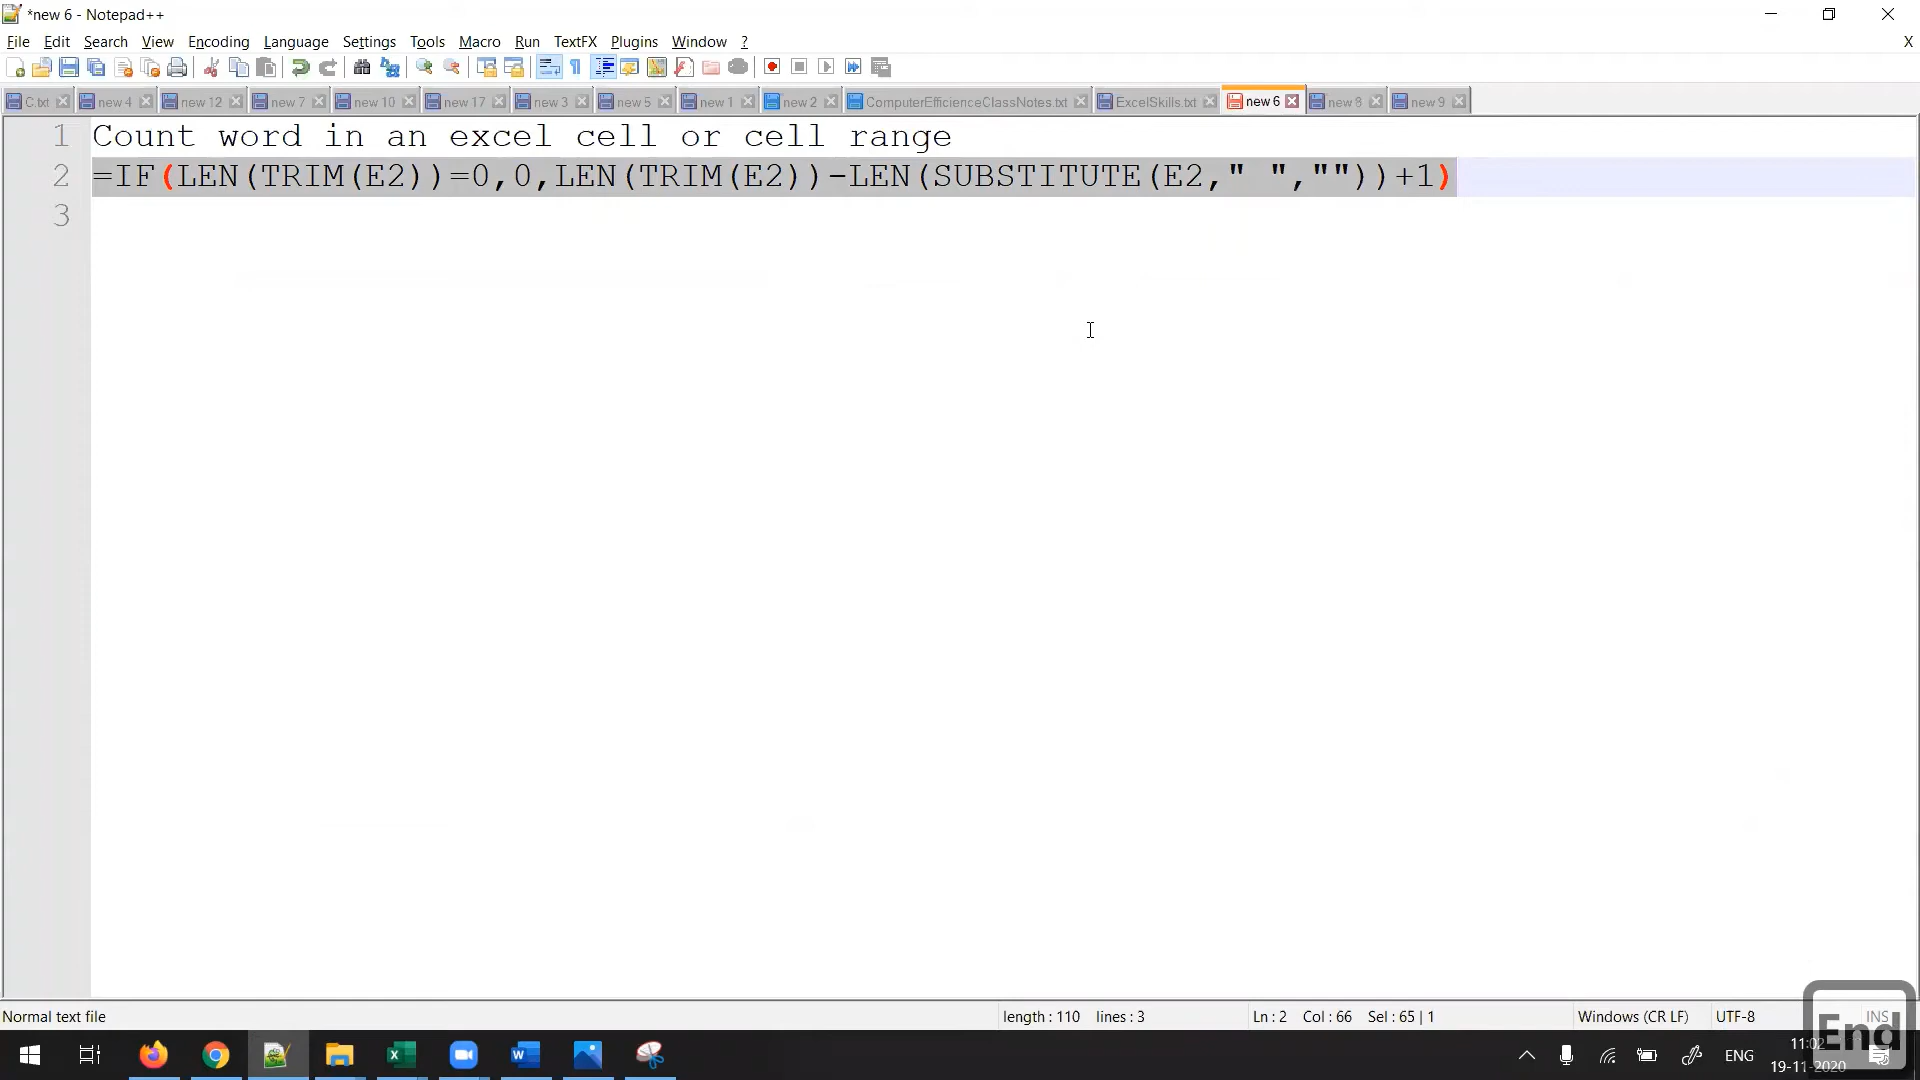 *new 6 - Notepad++
File Edit Search View Encoding Language Settings Tools Macro Run TextFX Plugins Window ? X
C.txt new 4 new 12 new 7 new 10 new 17 new 3 new 5 new 1 new 2 ComputerEfficienceClassNotes.txt ExcelSkills.txt new 6 new 8 new 9
1 Count word in an excel cell or cell range
2 =IF(LEN(TRIM(E2))=0,0,LEN(TRIM(E2))-LEN(SUBSTITUTE(E2," ",""))+1)
3
Normal text file length : 110 lines : 3 Ln : 2 Col : 66 Sel : 65 | 1 Windows (CR LF) UTF-8 INS
End
ENG 11:02
19-11-2020